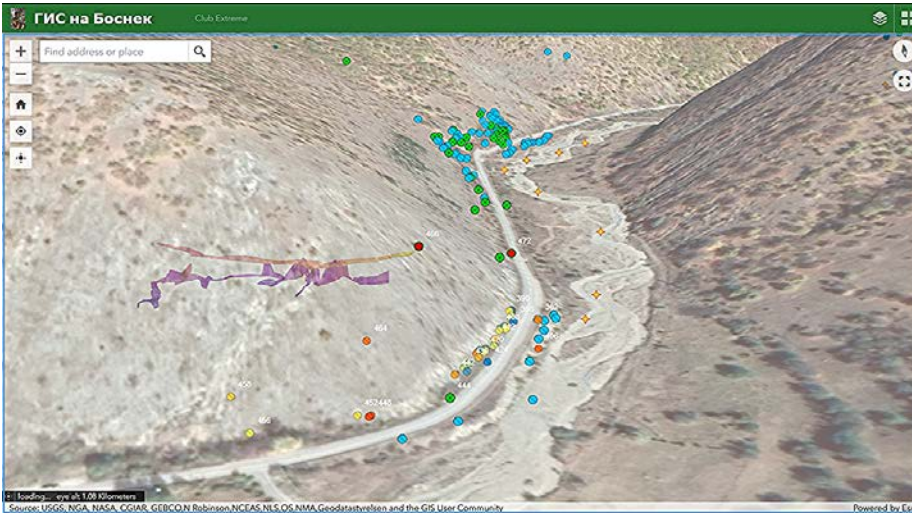 ГИС на Боснек
Club Extreme
Find address or place
466
472
464
444
458
452448
456
loading... eye alt 1.08 Kilometers
Source: USGS, NGA, NASA, CGIAR, GEBCO,N Robinson,NCEAS,NLS,OS,NMA,Geodatastyrelsen and the GIS User Community
Powered by Es